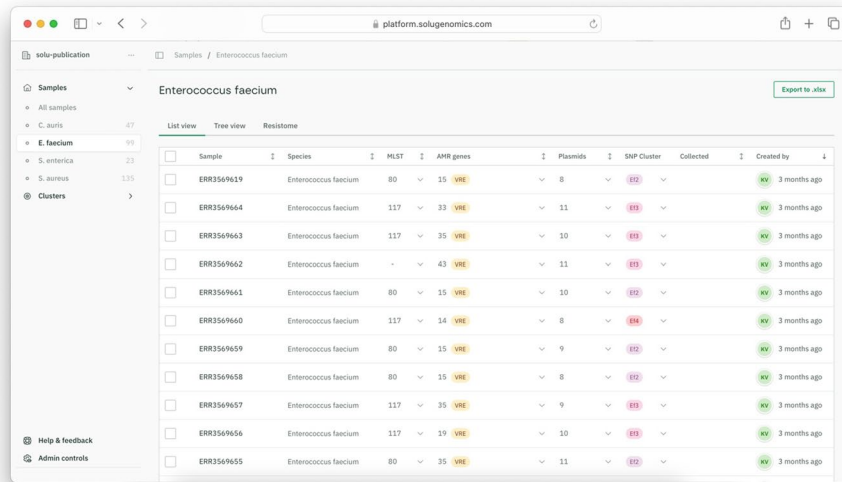 platform.solugenomics.com
solu-publication ... Samples / Enterococcus faecium
Samples
All samples
C. auris 47
E. faecium 99
S. enterica 23
S. aureus 135
Clusters
Enterococcus faecium Export to .xlsx
List view Tree view Resistome
Sample Species MLST AMR genes Plasmids SNP Cluster Collected Created by
ERR3569619 Enterococcus faecium 80 15 VRE 8 Ef2 KV 3 months ago
ERR3569664 Enterococcus faecium 117 33 VRE 11 Ef3 KV 3 months ago
ERR3569663 Enterococcus faecium 117 35 VRE 10 Ef3 KV 3 months ago
ERR3569662 Enterococcus faecium - 43 VRE 11 Ef3 KV 3 months ago
ERR3569661 Enterococcus faecium 80 15 VRE 10 Ef2 KV 3 months ago
ERR3569660 Enterococcus faecium 117 14 VRE 8 Ef4 KV 3 months ago
ERR3569659 Enterococcus faecium 80 15 VRE 9 Ef2 KV 3 months ago
ERR3569658 Enterococcus faecium 80 15 VRE 8 Ef2 KV 3 months ago
ERR3569657 Enterococcus faecium 117 35 VRE 9 Ef3 KV 3 months ago
ERR3569656 Enterococcus faecium 117 19 VRE 10 Ef3 KV 3 months ago
ERR3569655 Enterococcus faecium 80 35 VRE 11 Ef2 KV 3 months ago
Help & feedback
Admin controls